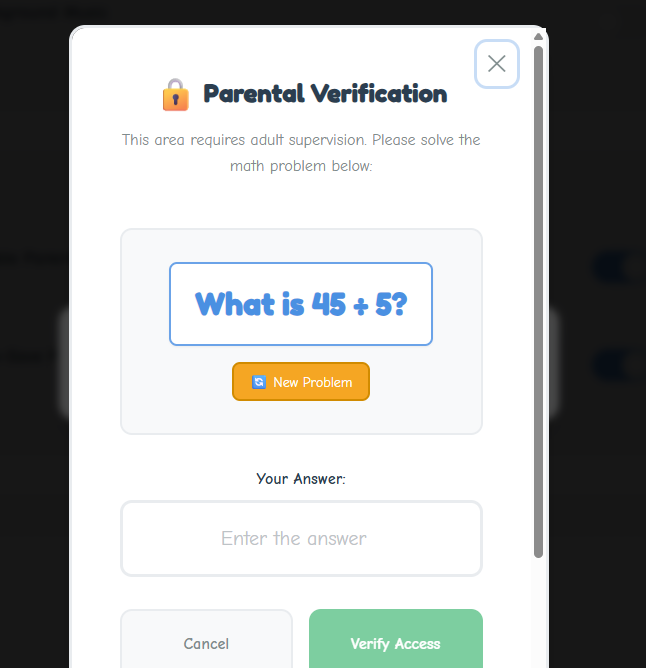 Parental Verification
This area requires adult supervision. Please solve the
math problem below:
What is 45 ÷ 5?
New Problem
Your Answer:
Enter the answer
Cancel
Verify Access